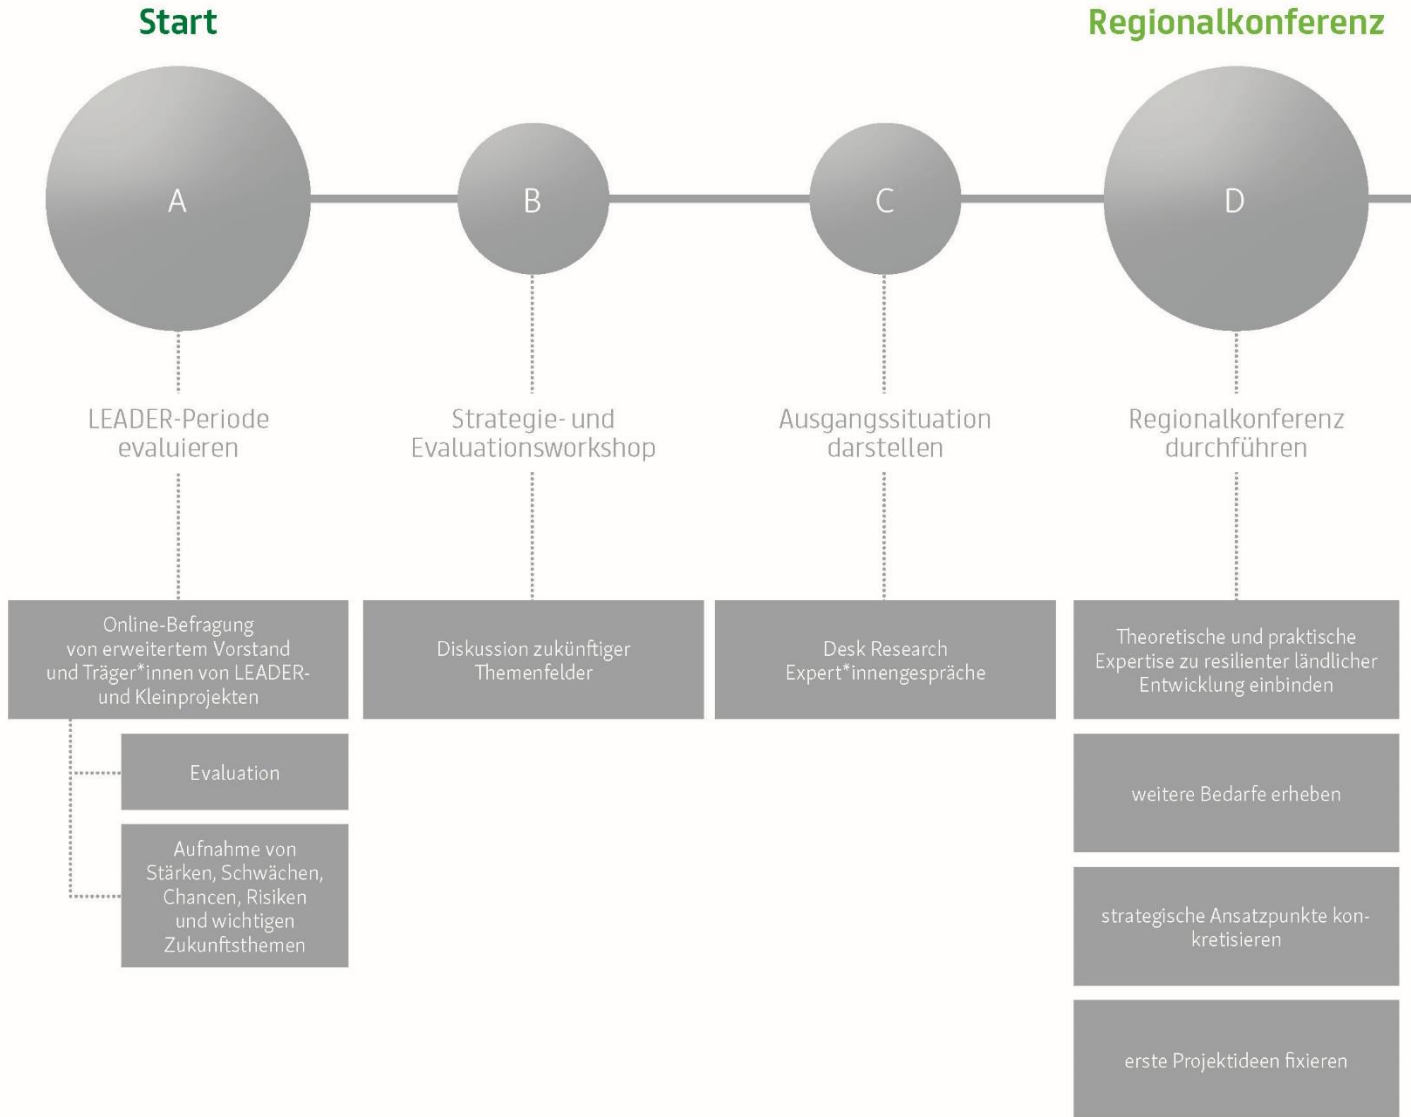 Start
Regionalkonferenz
A
B
C
D
LEADER-Periode
evaluieren
Strategie- und
Evaluationsworkshop
Ausgangssituation
darstellen
Regionalkonferenz
durchführen
Online-Befragung
von erweitertem Vorstand
und Träger*innen von LEADER-
und Kleinprojekten
Evaluation
Aufnahme von
Stärken, Schwächen,
Chancen, Risiken
und wichtigen
Zukunftsthemen
Diskussion zukünftiger
Themenfelder
Desk Research
Expert*innengespräche
Theoretische und praktische
Expertise zu resilienter ländlicher
Entwicklung einbinden
weitere Bedarfe erheben
strategische Ansatzpunkte kon-
kretisieren
erste Projektideen fixieren